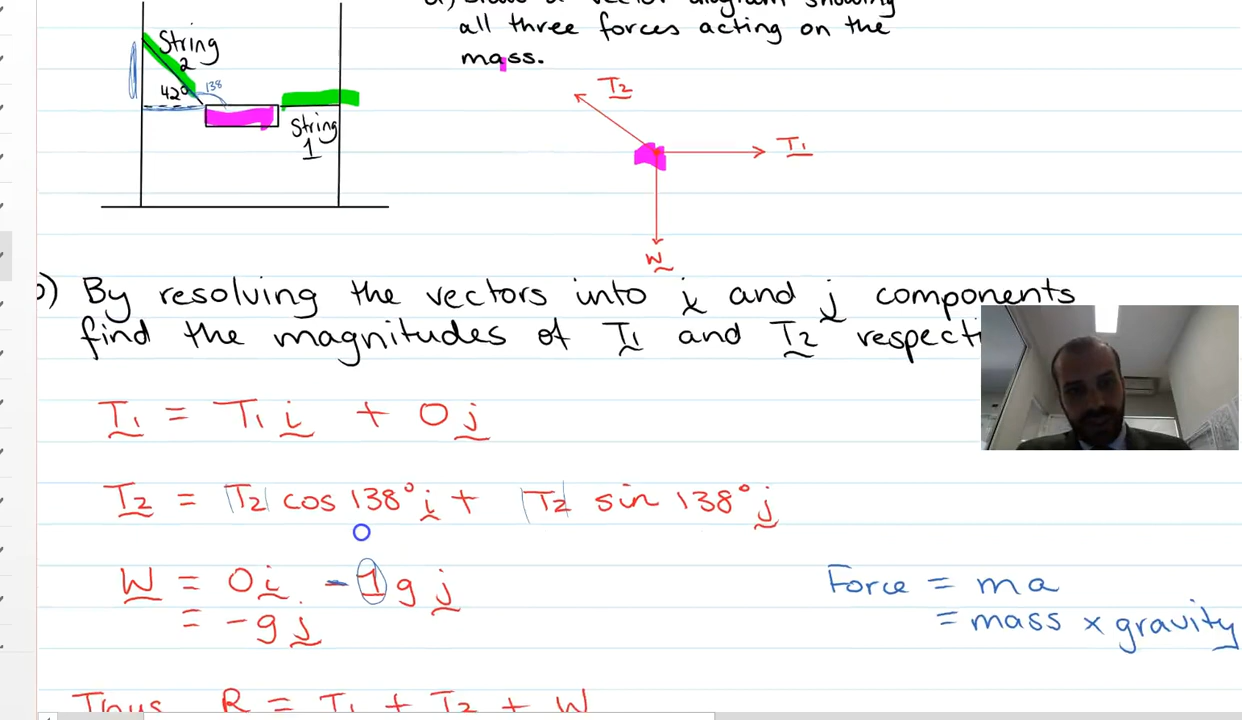 all three forces acting on the
mass.
String
2
42°
138
String
1
T2
T1
W
b) By resolving the vectors into i and j components
find the magnitudes of T1 and T2
T1 = T1 i + 0 j
T2 = |T2| cos 138° i + |T2| sin 138° j
W = 0 i - 1 g j
= - g j
Force = ma
= mass x gravity
Thus R = T1 + T2 + W